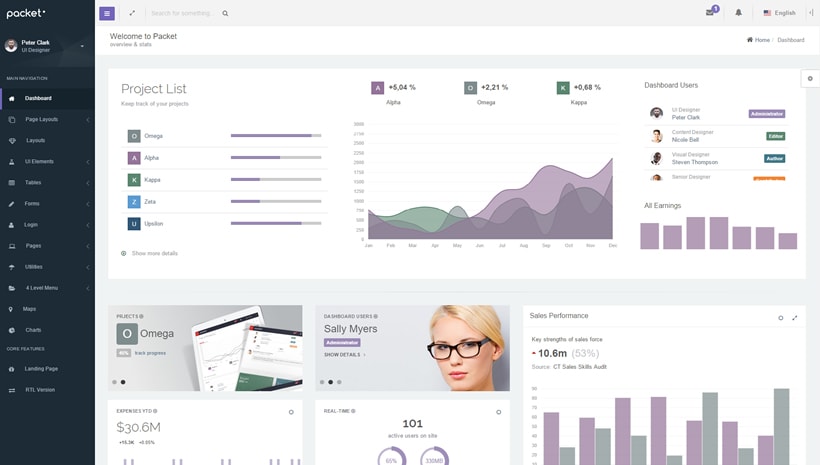 packet
Search for something...
1
English
Peter Clark
UI Designer
Welcome to Packet
overview & stats
Home / Dashboard
MAIN NAVIGATION
Dashboard
Page Layouts
Layouts
UI Elements
Tables
Forms
Login
Pages
Utilities
4 Level Menu
Maps
Charts
CORE FEATURES
Landing Page
RTL Version
Project List
Keep track of your projects
O Omega
A Alpha
K Kappa
Z Zeta
U Upsilon
Show more details
A +5,04 %
Alpha
O +2,21 %
Omega
K +0,68 %
Kappa
3000
2750
2500
2250
2000
1750
1500
1250
1000
750
500
250
0
Jan Feb Mar Apr May Jun Jul Aug Sep Oct Nov Dec
Dashboard Users
UI Designer
Peter Clark
Administrator
Content Designer
Nicole Bell
Editor
Visual Designer
Steven Thompson
Author
Senior Designer
All Earnings
PROJECTS
O Omega
track progress
DASHBOARD USERS
Sally Myers
Administrator
SHOW DETAILS
Sales Performance
Key strengths of sales force
10.6m (53%)
Source: CT Sales Skills Audit
90
80
70
60
50
40
30
20
EXPENSES YTD
$30.6M
REAL-TIME
101
active users on site
65%
330MB